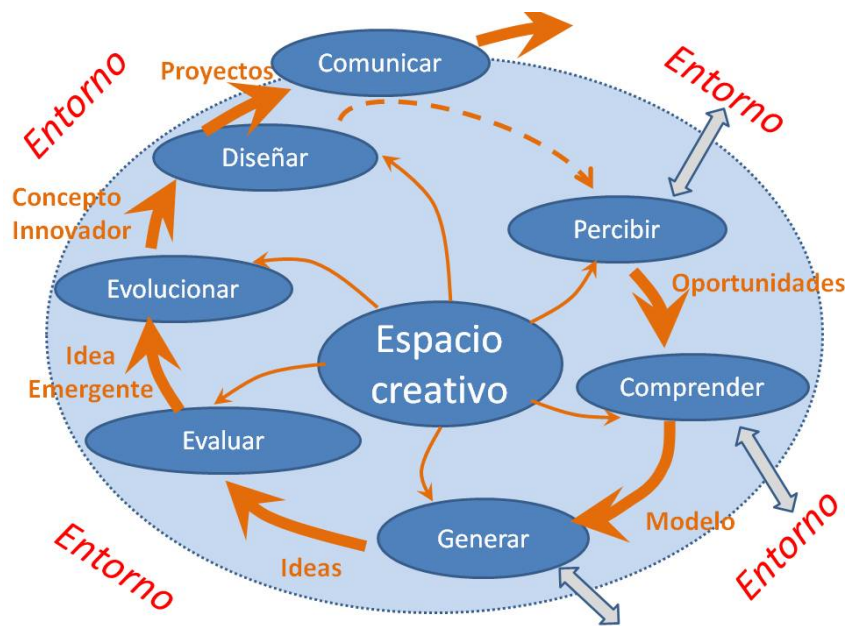 Entorno
Proyectos
Comunicar
Entorno
Diseñar
Concepto
Innovador
Percibir
Evolucionar
Oportunidades
Espacio
creativo
Idea
Emergente
Comprender
Evaluar
Modelo
Generar
Ideas
Entorno
Entorno